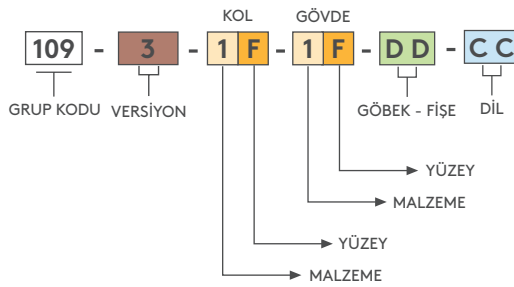 KOL GÖVDE
109 - 3 - 1 F - 1 F - D D - C C
GRUP KODU VERSİYON GÖBEK - FİŞE DİL
YÜZEY
MALZEME
YÜZEY
MALZEME